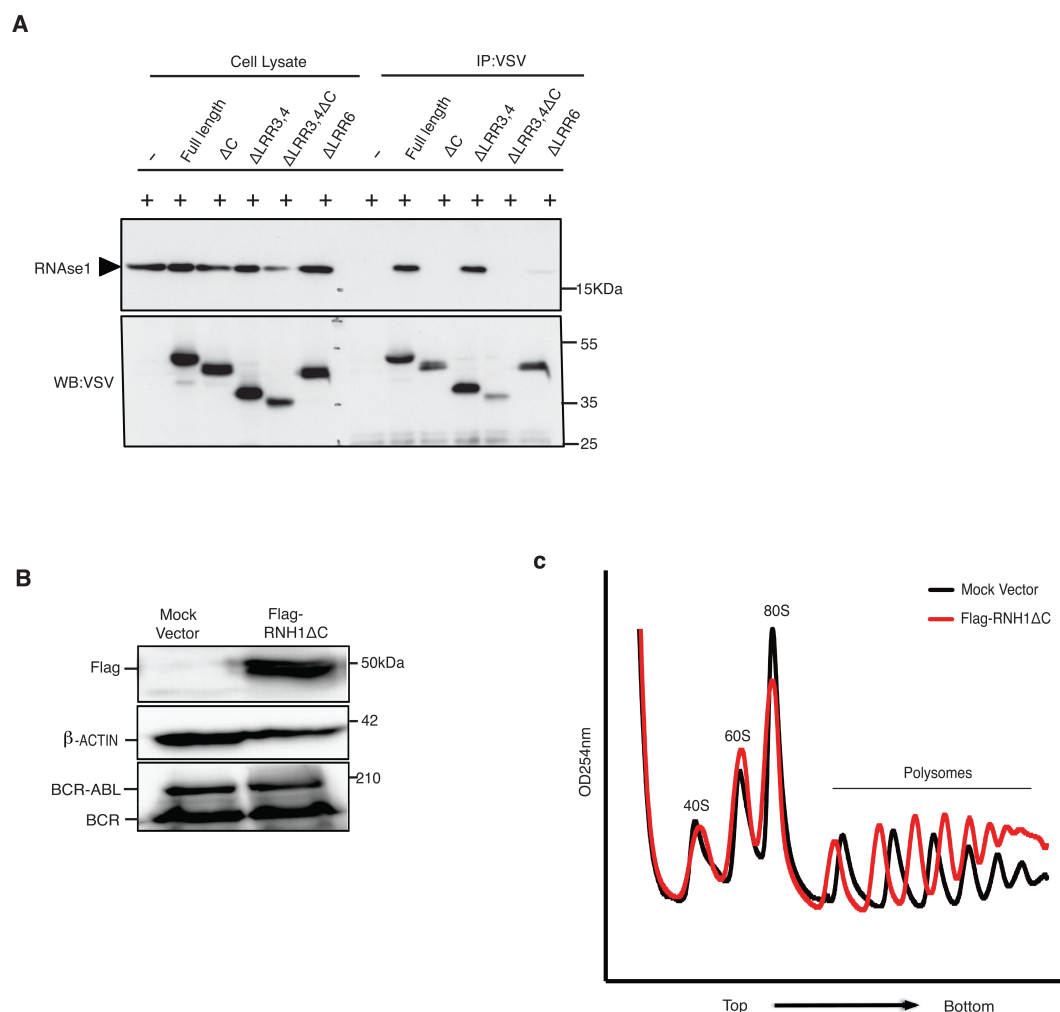 A
Cell Lysate IP:VSV
– Full length ΔC ΔLRR3,4 ΔLRR3,4ΔC ΔLRR6 – Full length ΔC ΔLRR3,4 ΔLRR3,4ΔC ΔLRR6
+ + + + + + + + + + + +
RNAse1
15KDa
55
WB:VSV
35
25
B
Mock Vector
Flag-RNH1ΔC
Flag
50kDa
42
β-ACTIN
210
BCR-ABL
BCR
c
Mock Vector
Flag-RNH1ΔC
80S
60S
40S
Polysomes
OD254nm
Top Bottom